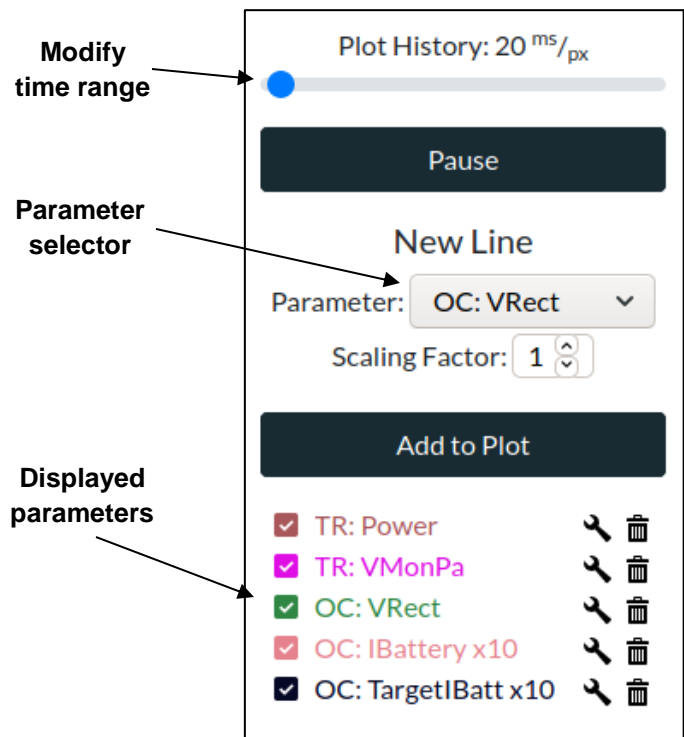 Modify
time range
Plot History: 20 ms/px
Pause
Parameter
selector
New Line
Parameter: OC: VRect
Scaling Factor: 1
Add to Plot
Displayed
parameters
TR: Power
TR: VMonPa
OC: VRect
OC: IBattery x10
OC: TargetIBatt x10